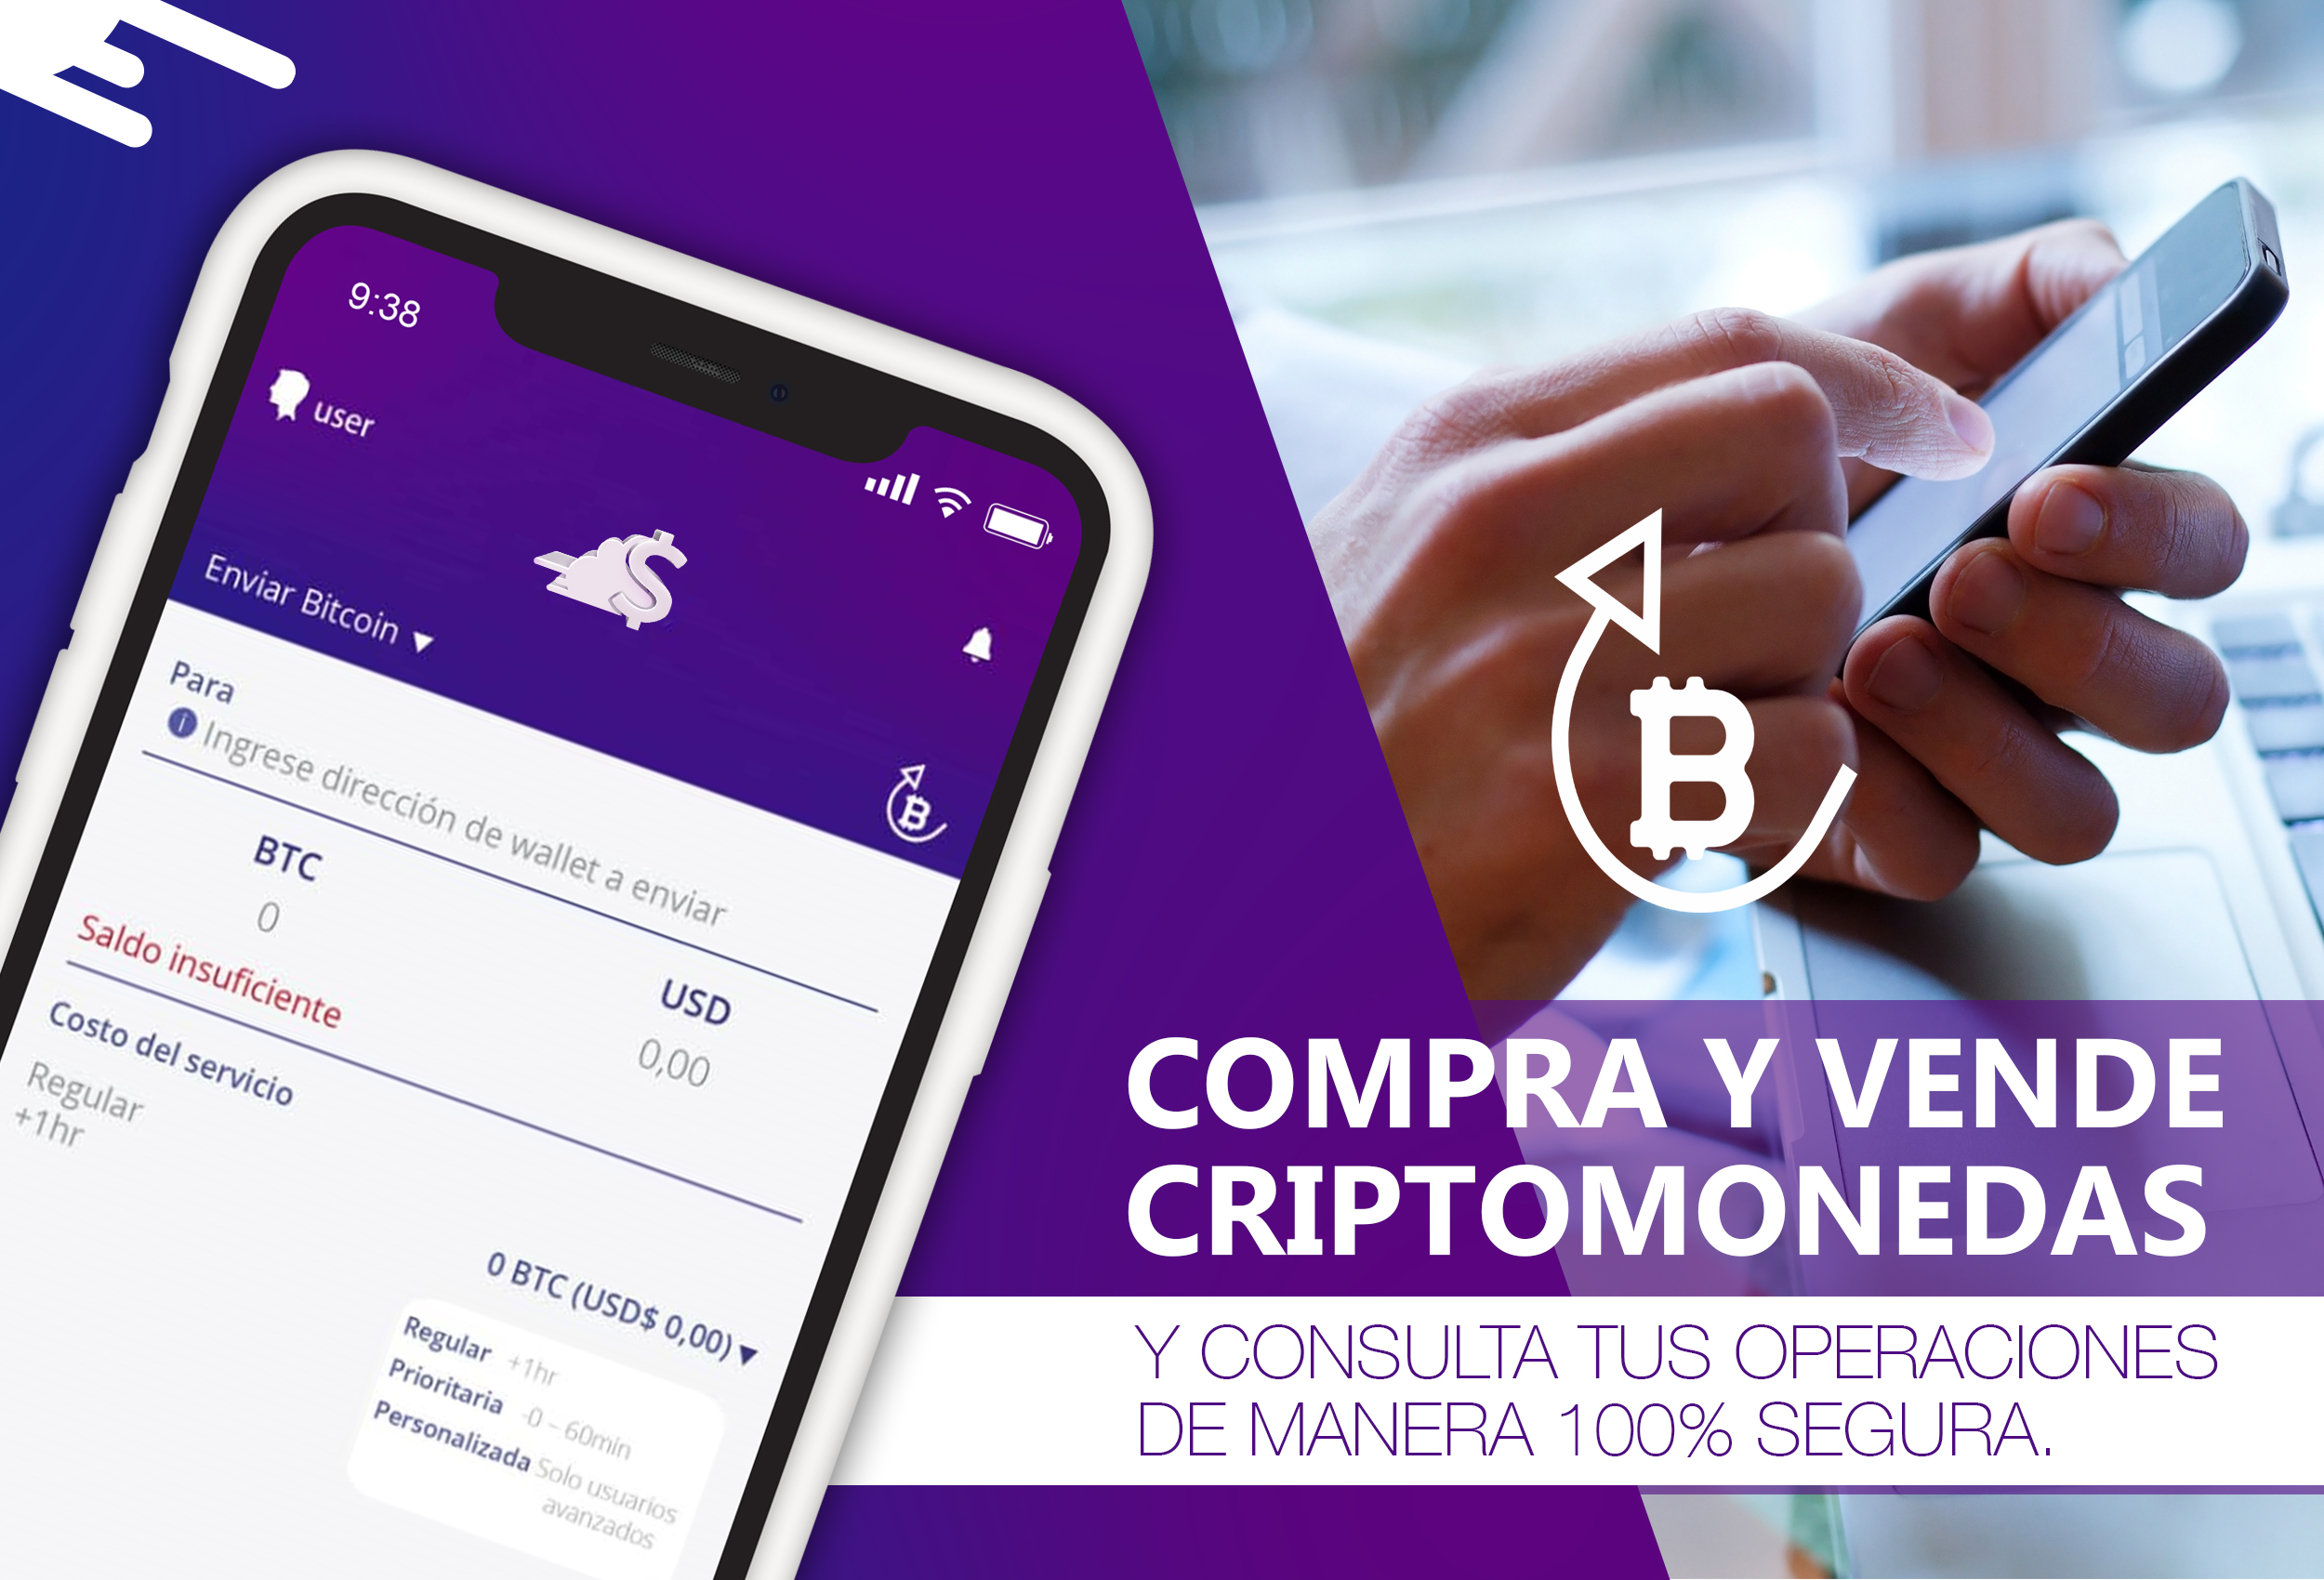 9:38
user
Enviar Bitcoin
Para
Ingrese dirección de wallet a enviar
BTC
0
USD
0,00
Saldo insuficiente
Costo del servicio
Regular
+1hr
0 BTC (USD$ 0,00)
Regular +1hr
Prioritaria -0 – 60min
Personalizada Solo usuarios
avanzados
COMPRA Y VENDE
CRIPTOMONEDAS
Y CONSULTA TUS OPERACIONES
DE MANERA 100% SEGURA.